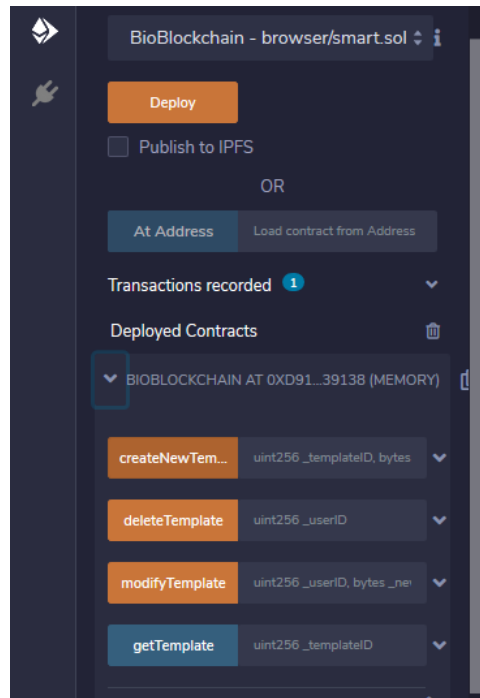 BioBlockchain - browser/smart.sol
Deploy
Publish to IPFS
OR
At Address Load contract from Address
Transactions recorded 1
Deployed Contracts
BIOBLOCKCHAIN AT 0XD91...39138 (MEMORY)
createNewTem... uint256 _templateID, bytes
deleteTemplate uint256 _userID
modifyTemplate uint256 _userID, bytes _nev
getTemplate uint256 _templateID